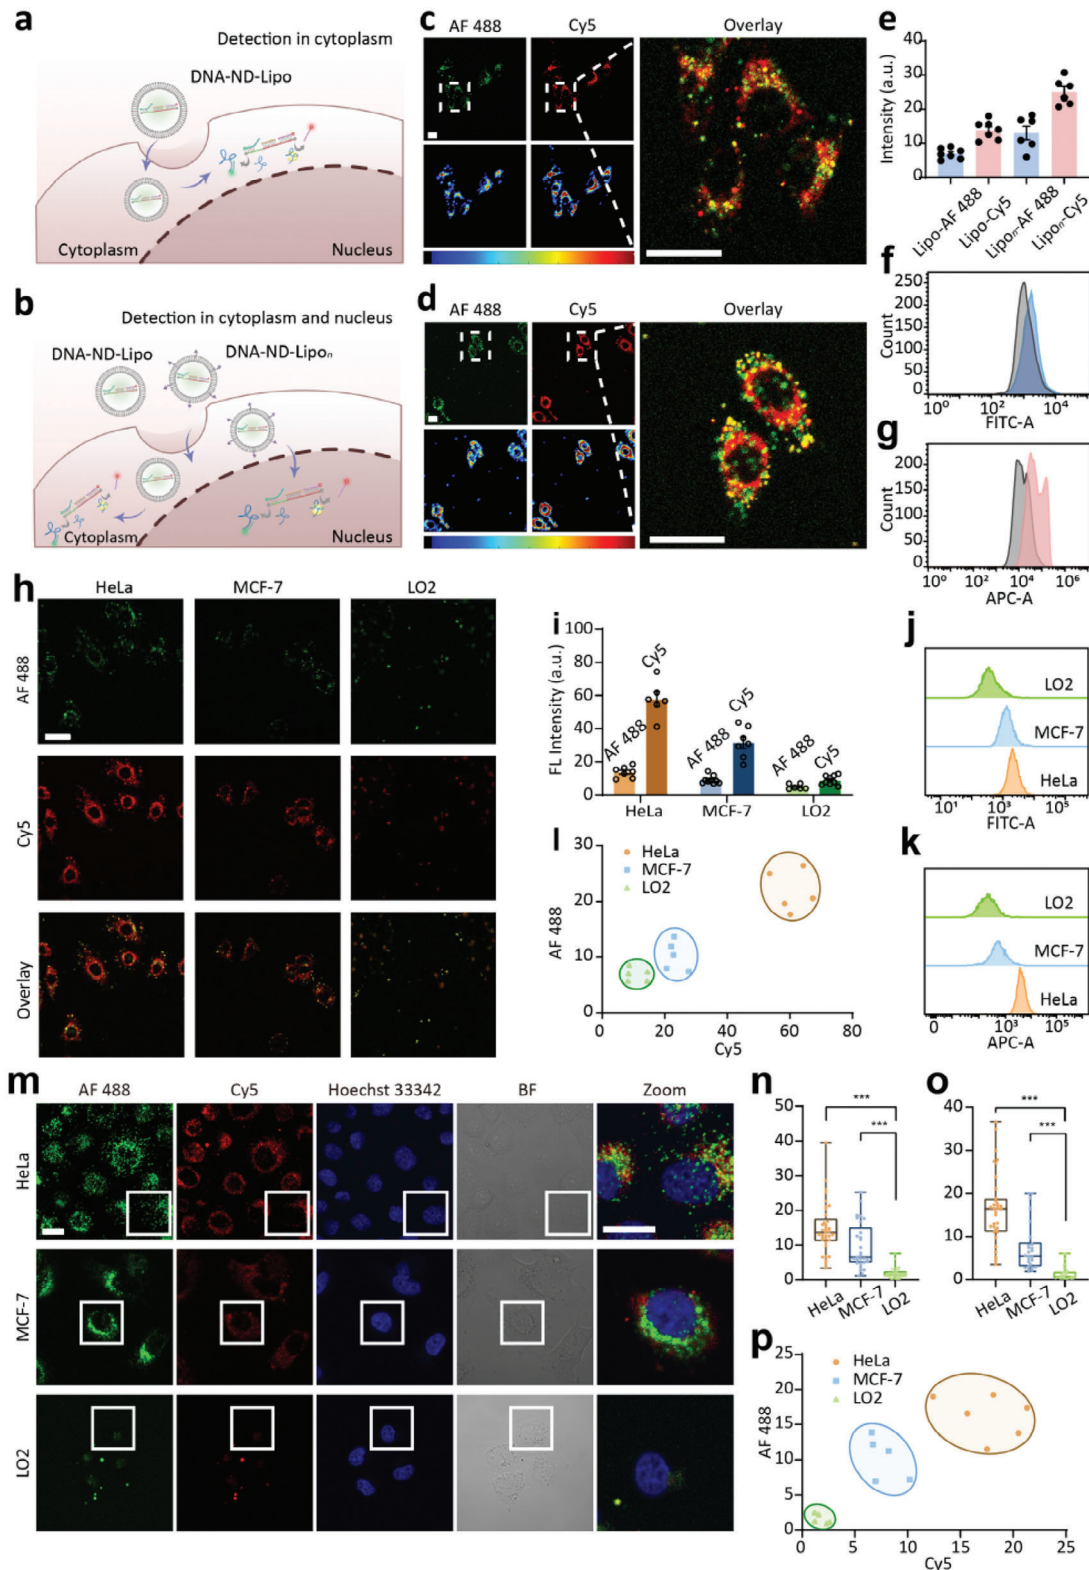 a
Detection in cytoplasm
DNA-ND-Lipo
Cytoplasm
Nucleus
b
Detection in cytoplasm and nucleus
DNA-ND-Lipo
DNA-ND-Lipoₙ
Cytoplasm
Nucleus
c
AF 488
Cy5
Overlay
d
AF 488
Cy5
Overlay
e
Intensity (a.u.)
40
30
20
10
0
Lipo-AF 488
Lipo-Cy5
Lipoₙ-AF 488
Lipoₙ-Cy5
f
Count
250
200
150
100
50
0
10⁰ 10² 10⁴
FITC-A
g
Count
200
150
100
50
0
10⁰ 10² 10⁴ 10⁶
APC-A
h
HeLa
MCF-7
LO2
AF 488
Cy5
Overlay
i
FL Intensity (a.u.)
100
80
60
40
20
0
AF 488
Cy5
AF 488
Cy5
AF 488
Cy5
HeLa
MCF-7
LO2
j
LO2
MCF-7
HeLa
10¹ 10³ 10⁵
FITC-A
k
LO2
MCF-7
HeLa
0 10³ 10⁵
APC-A
l
HeLa
MCF-7
LO2
AF 488
30
20
10
0
0 20 40 60 80
Cy5
m
AF 488
Cy5
Hoechst 33342
BF
Zoom
HeLa
MCF-7
LO2
n
50
40
30
20
10
0
***
***
HeLa
MCF-7
LO2
o
40
30
20
10
0
***
***
HeLa
MCF-7
LO2
p
HeLa
MCF-7
LO2
AF 488
25
20
15
10
5
0
0 5 10 15 20 25
Cy5